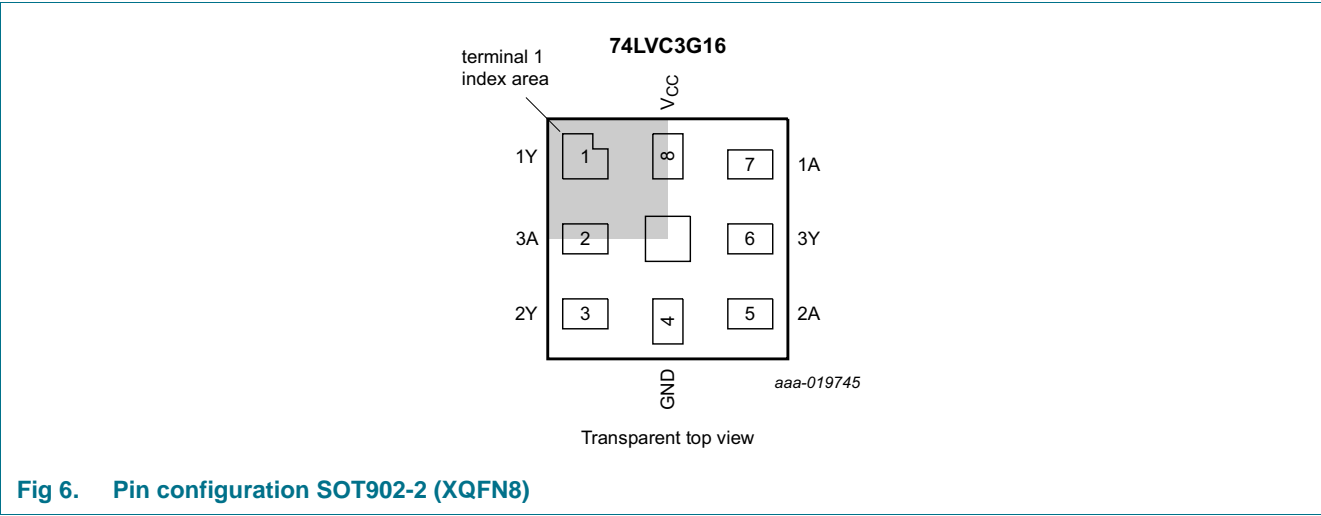 74LVC3G16
terminal 1
index area
VCC
1Y
1
8
7
1A
3A
2
6
3Y
2Y
3
4
5
2A
GND
aaa-019745
Transparent top view
Fig 6. Pin configuration SOT902-2 (XQFN8)